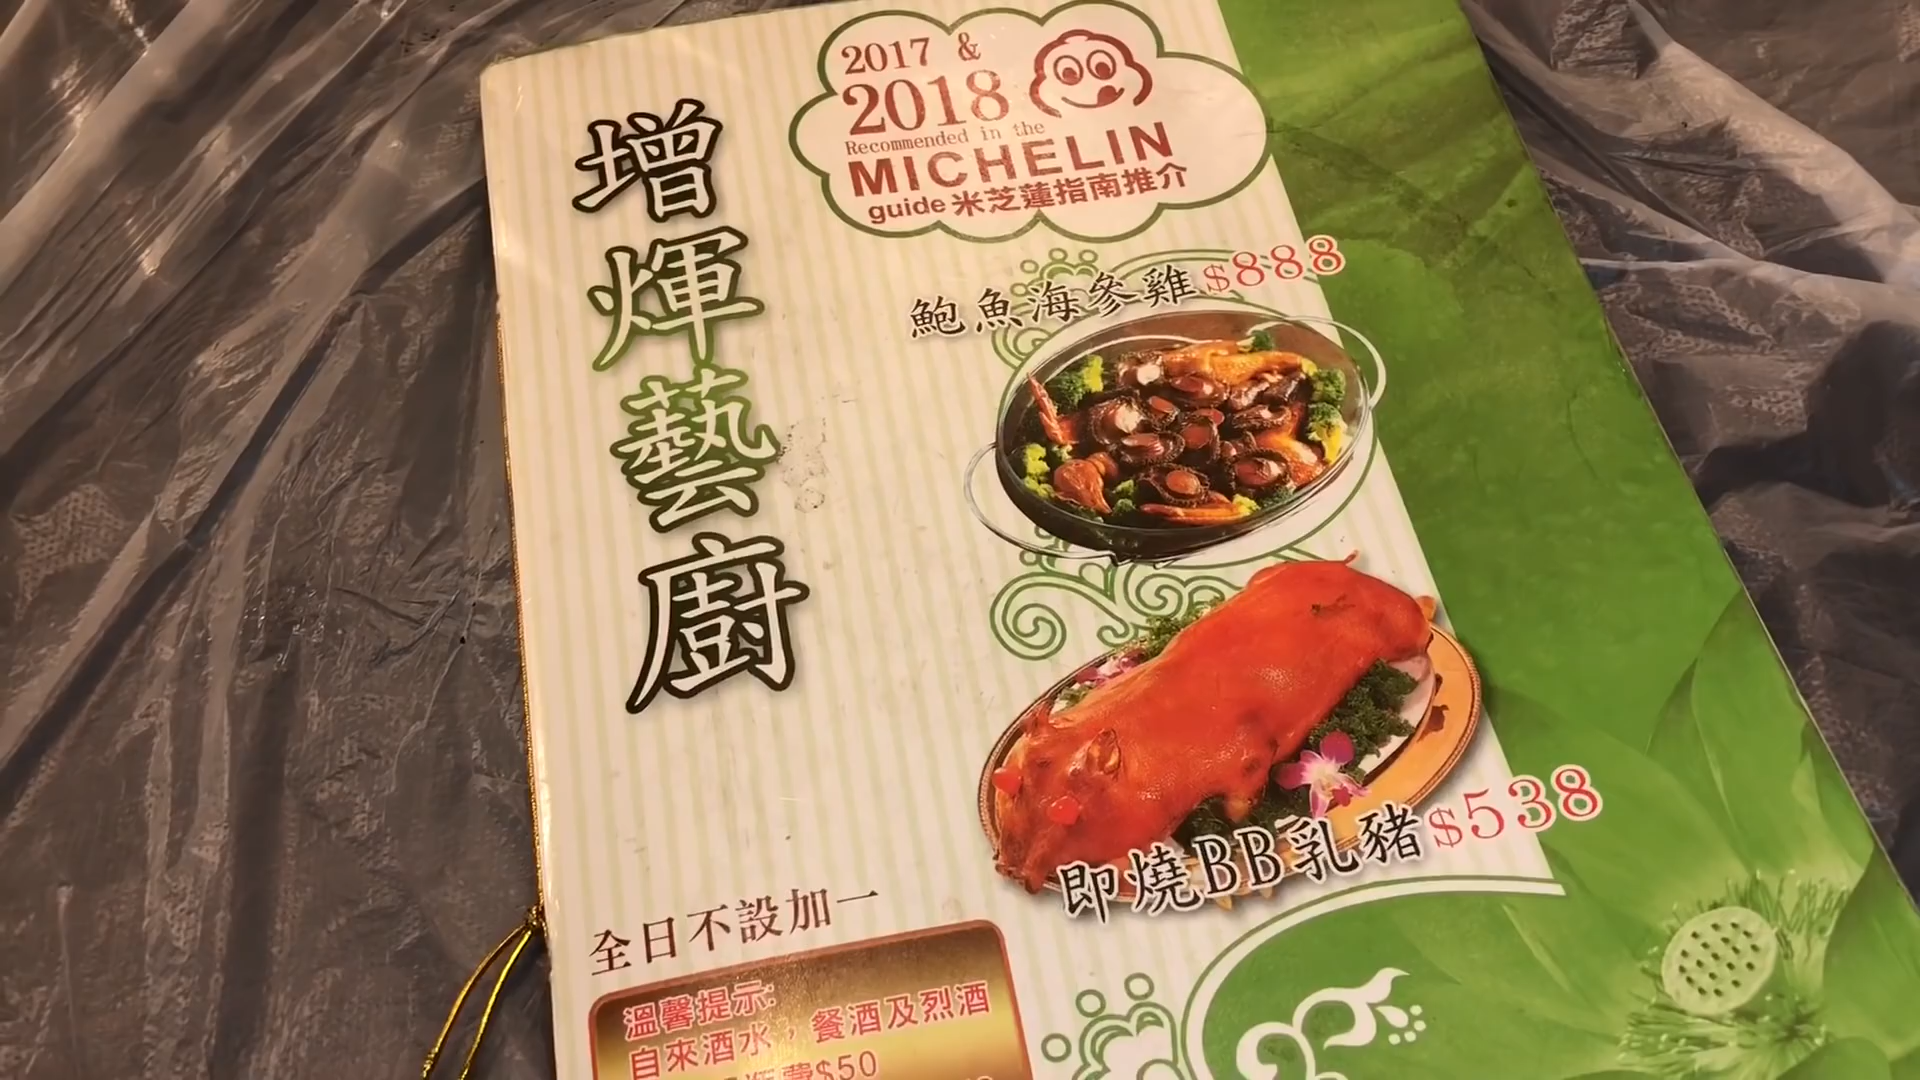 增煇藝廚
2017 &
2018
Recommended in the
MICHELIN
guide 米芝蓮指南推介
鮑魚海參雞 $888
即燒BB乳豬 $538
全日不設加一
溫馨提示:
自來酒水，餐酒及烈酒
$50